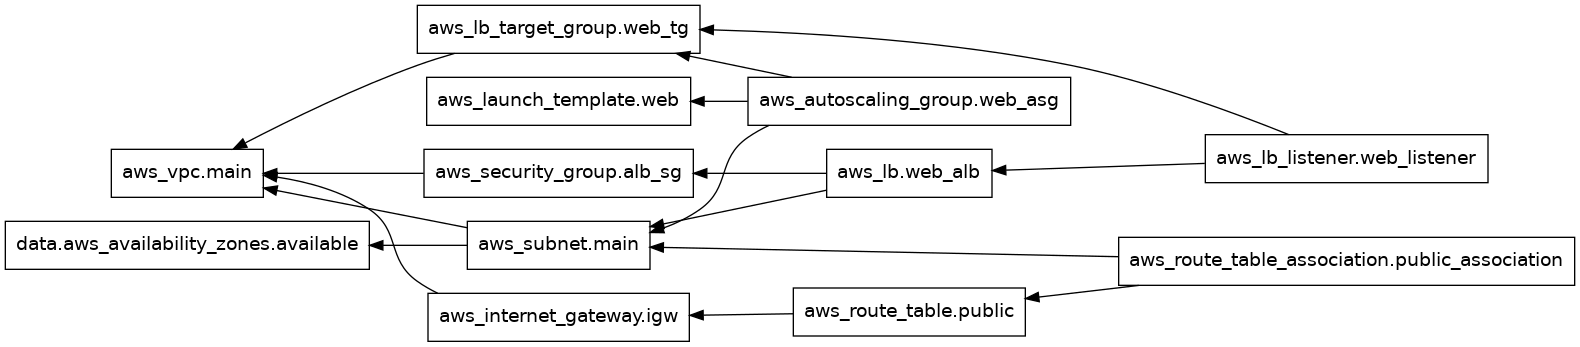 aws_lb_target_group.web_tg
aws_launch_template.web
aws_autoscaling_group.web_asg
aws_lb_listener.web_listener
aws_vpc.main
aws_security_group.alb_sg
aws_lb.web_alb
data.aws_availability_zones.available
aws_subnet.main
aws_route_table_association.public_association
aws_internet_gateway.igw
aws_route_table.public